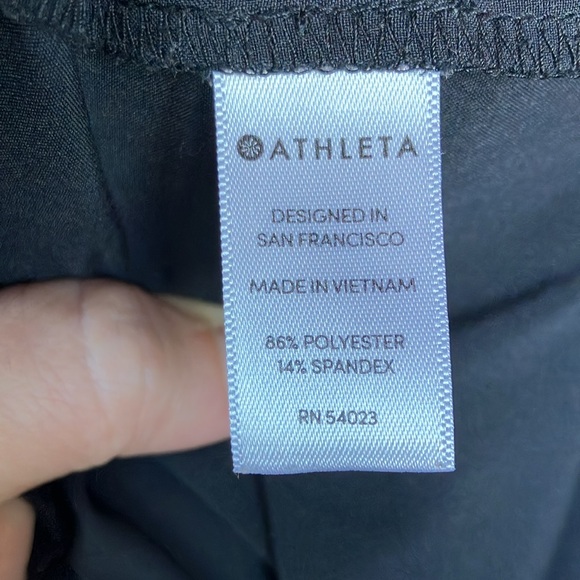 ATHLETA
DESIGNED IN
SAN FRANCISCO
MADE IN VIETNAM
86% POLYESTER
14% SPANDEX
RN 54023